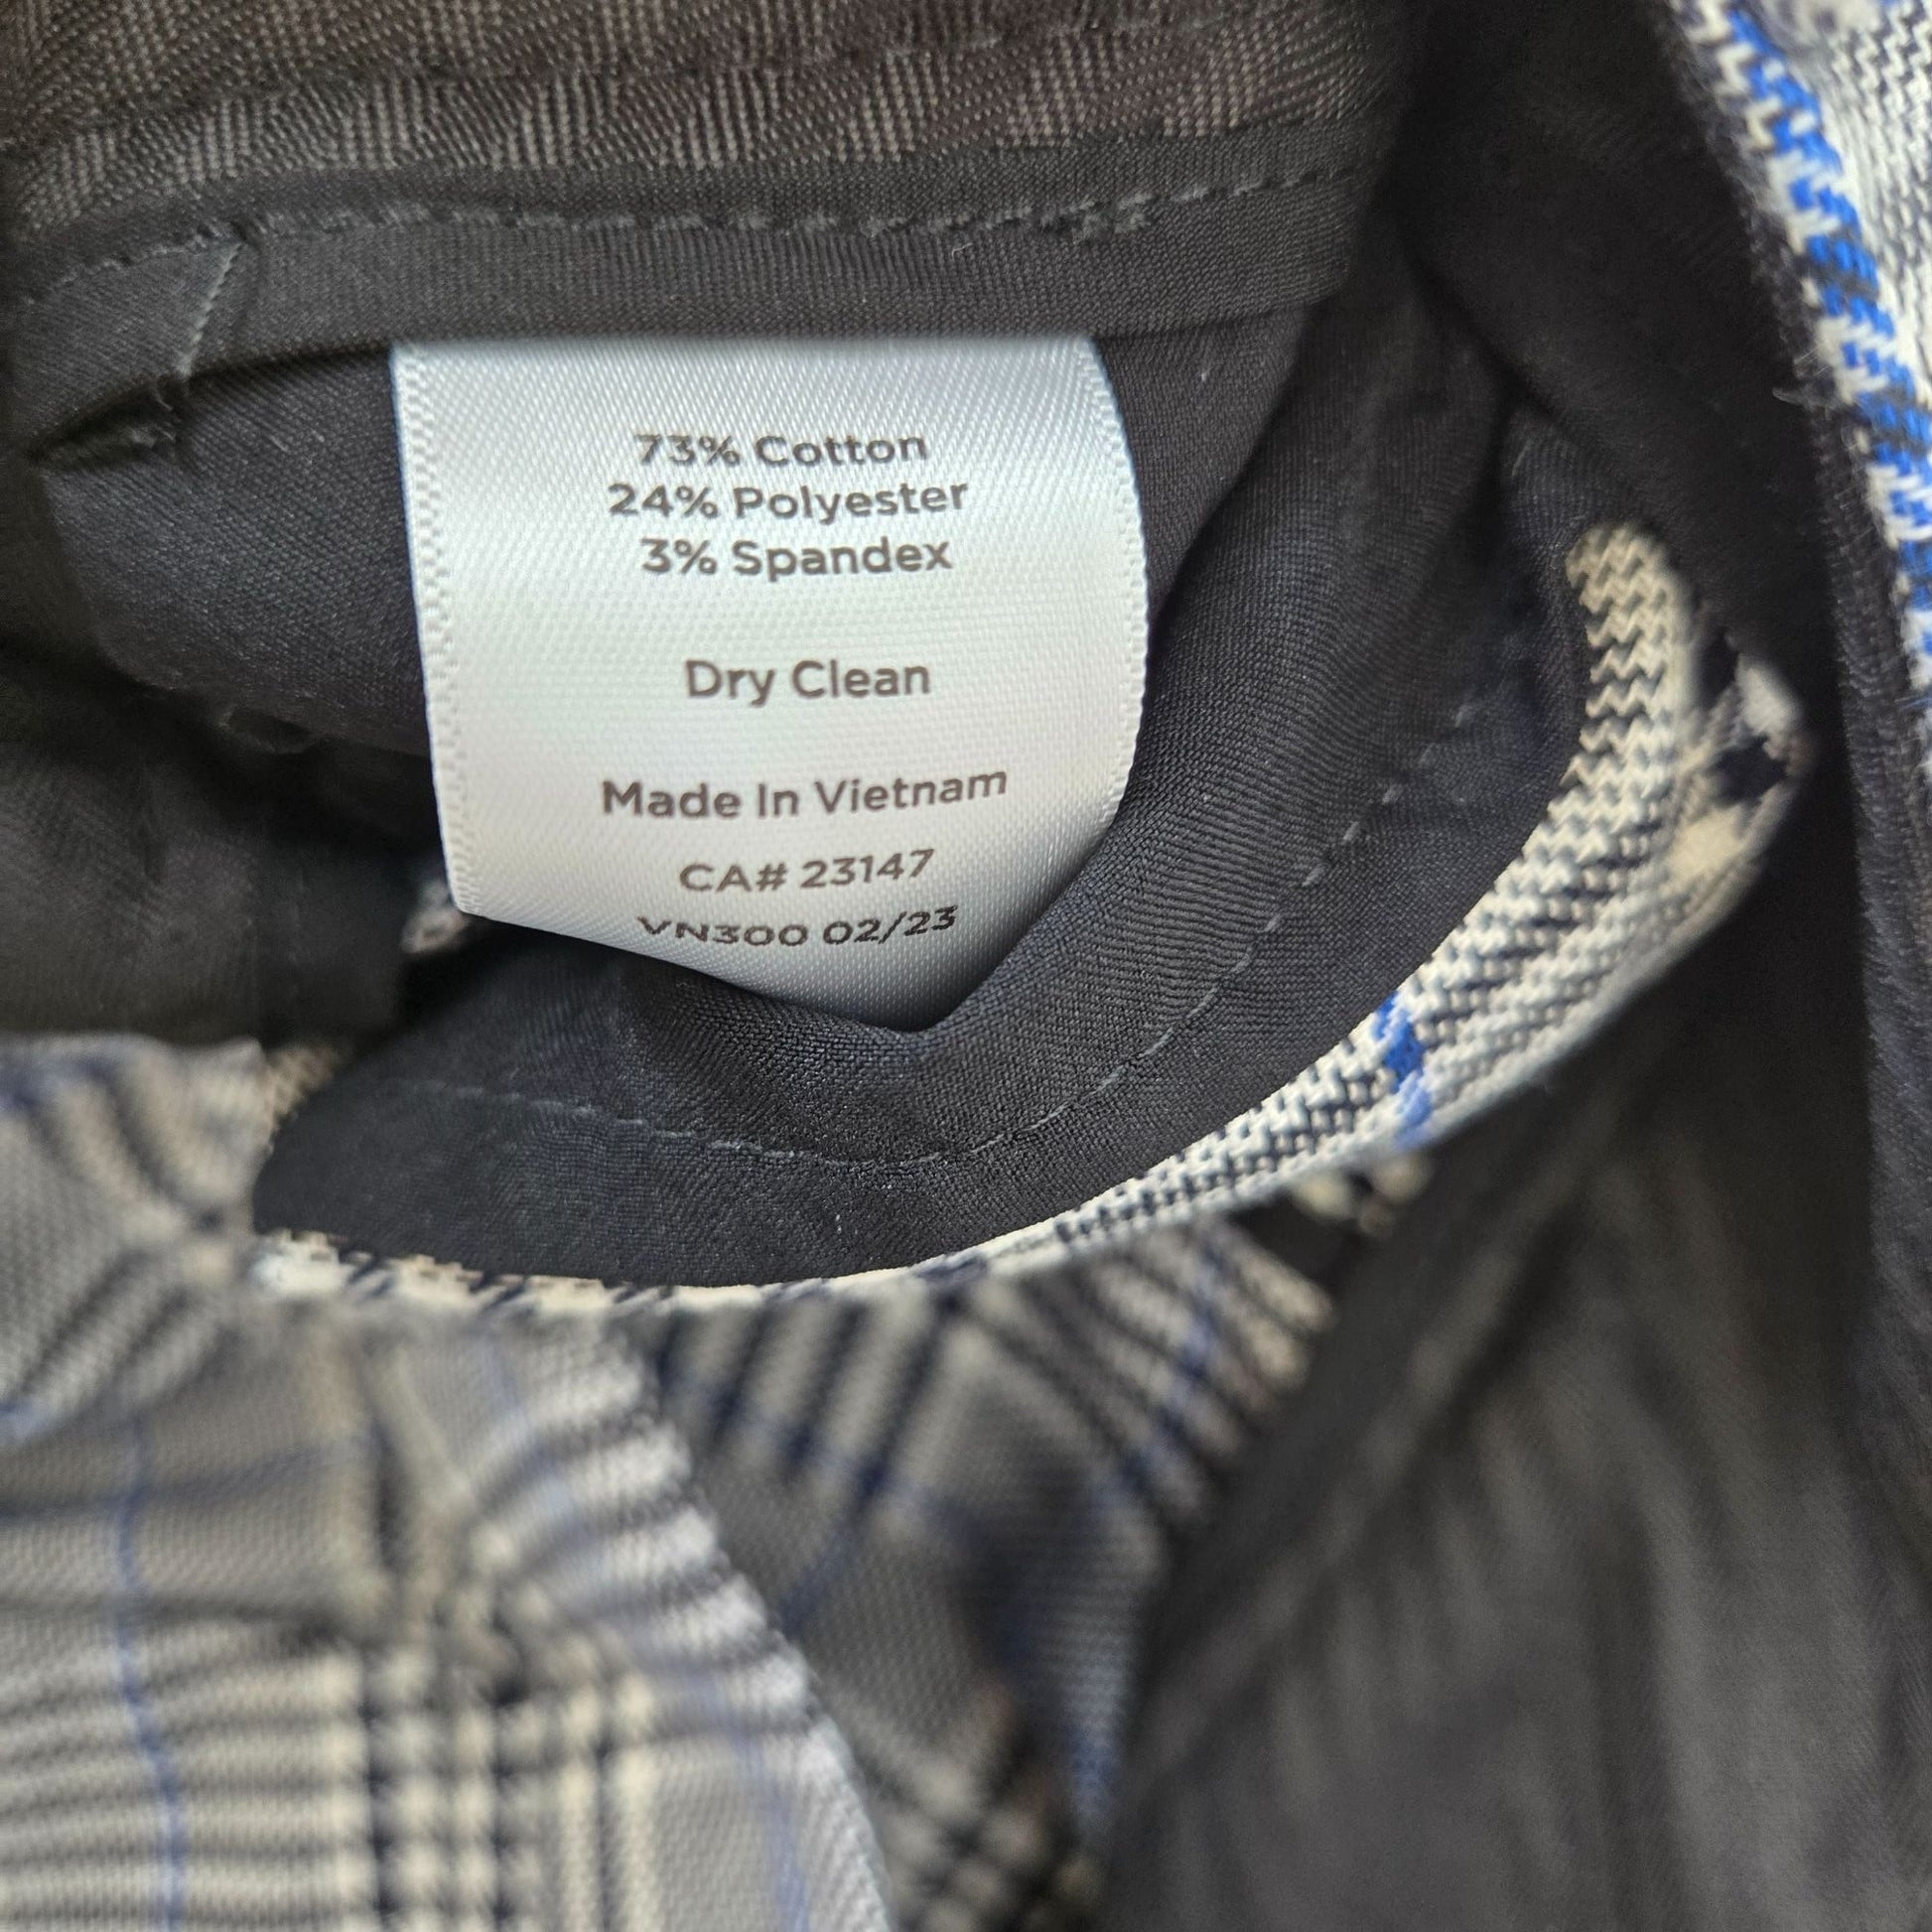 73% Cotton
24% Polyester
3% Spandex
Dry Clean
Made In Vietnam
CA# 23147
VN300 02/23